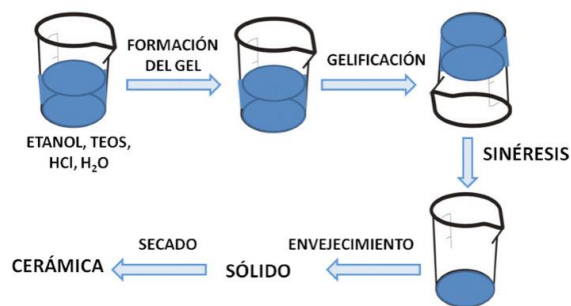 FORMACIÓN
DEL GEL
GELIFICACIÓN
ETANOL, TEOS,
HCl, H₂O
SINÉRESIS
ENVEJECIMIENTO
SÓLIDO
SECADO
CERÁMICA